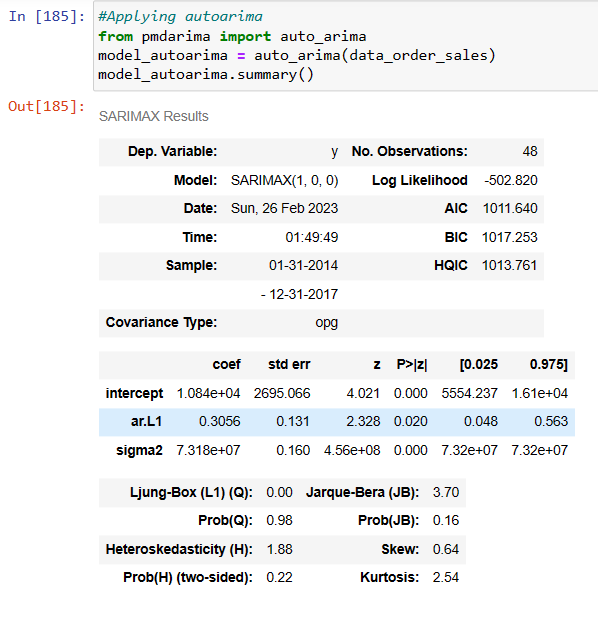 In [185]: #Applying autoarima
from pmdarima import auto_arima
model_autoarima = auto_arima(data_order_sales)
model_autoarima.summary()
Out[185]: SARIMAX Results
Dep. Variable: y No. Observations: 48
Model: SARIMAX(1, 0, 0) Log Likelihood -502.820
Date: Sun, 26 Feb 2023 AIC 1011.640
Time: 01:49:49 BIC 1017.253
Sample: 01-31-2014 HQIC 1013.761
- 12-31-2017
Covariance Type: opg
coef std err z P>|z| [0.025 0.975]
intercept 1.084e+04 2695.066 4.021 0.000 5554.237 1.61e+04
ar.L1 0.3056 0.131 2.328 0.020 0.048 0.563
sigma2 7.318e+07 0.160 4.56e+08 0.000 7.32e+07 7.32e+07
Ljung-Box (L1) (Q): 0.00 Jarque-Bera (JB): 3.70
Prob(Q): 0.98 Prob(JB): 0.16
Heteroskedasticity (H): 1.88 Skew: 0.64
Prob(H) (two-sided): 0.22 Kurtosis: 2.54